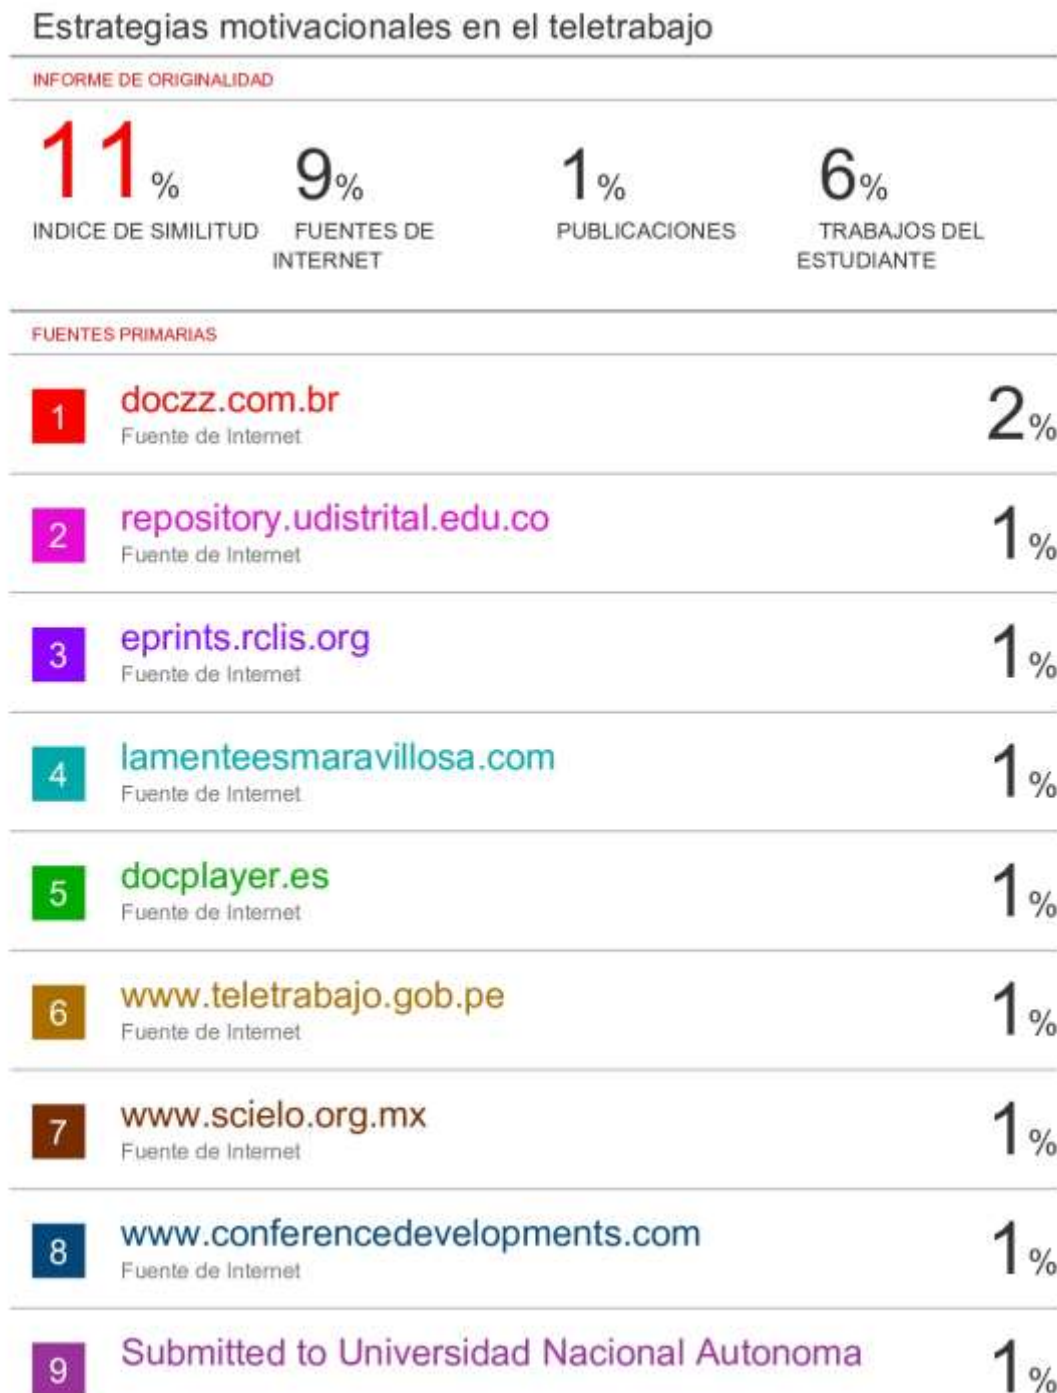 Estrategias motivacionales en el teletrabajo
INFORME DE ORIGINALIDAD
11%
9%
1%
6%
INDICE DE SIMILITUD
FUENTES DE
INTERNET
PUBLICACIONES
TRABAJOS DEL
ESTUDIANTE
FUENTES PRIMARIAS
1 doczz.com.br 2%
Fuente de Internet
2 repository.udistrital.edu.co 1%
Fuente de Internet
3 eprints.rclis.org 1%
Fuente de Internet
4 lamenteesmaravillosa.com 1%
Fuente de Internet
5 docplayer.es 1%
Fuente de Internet
6 www.teletrabajo.gob.pe 1%
Fuente de Internet
7 www.scielo.org.mx 1%
Fuente de Internet
8 www.conferencedevelopments.com 1%
Fuente de Internet
9 Submitted to Universidad Nacional Autonoma 1%